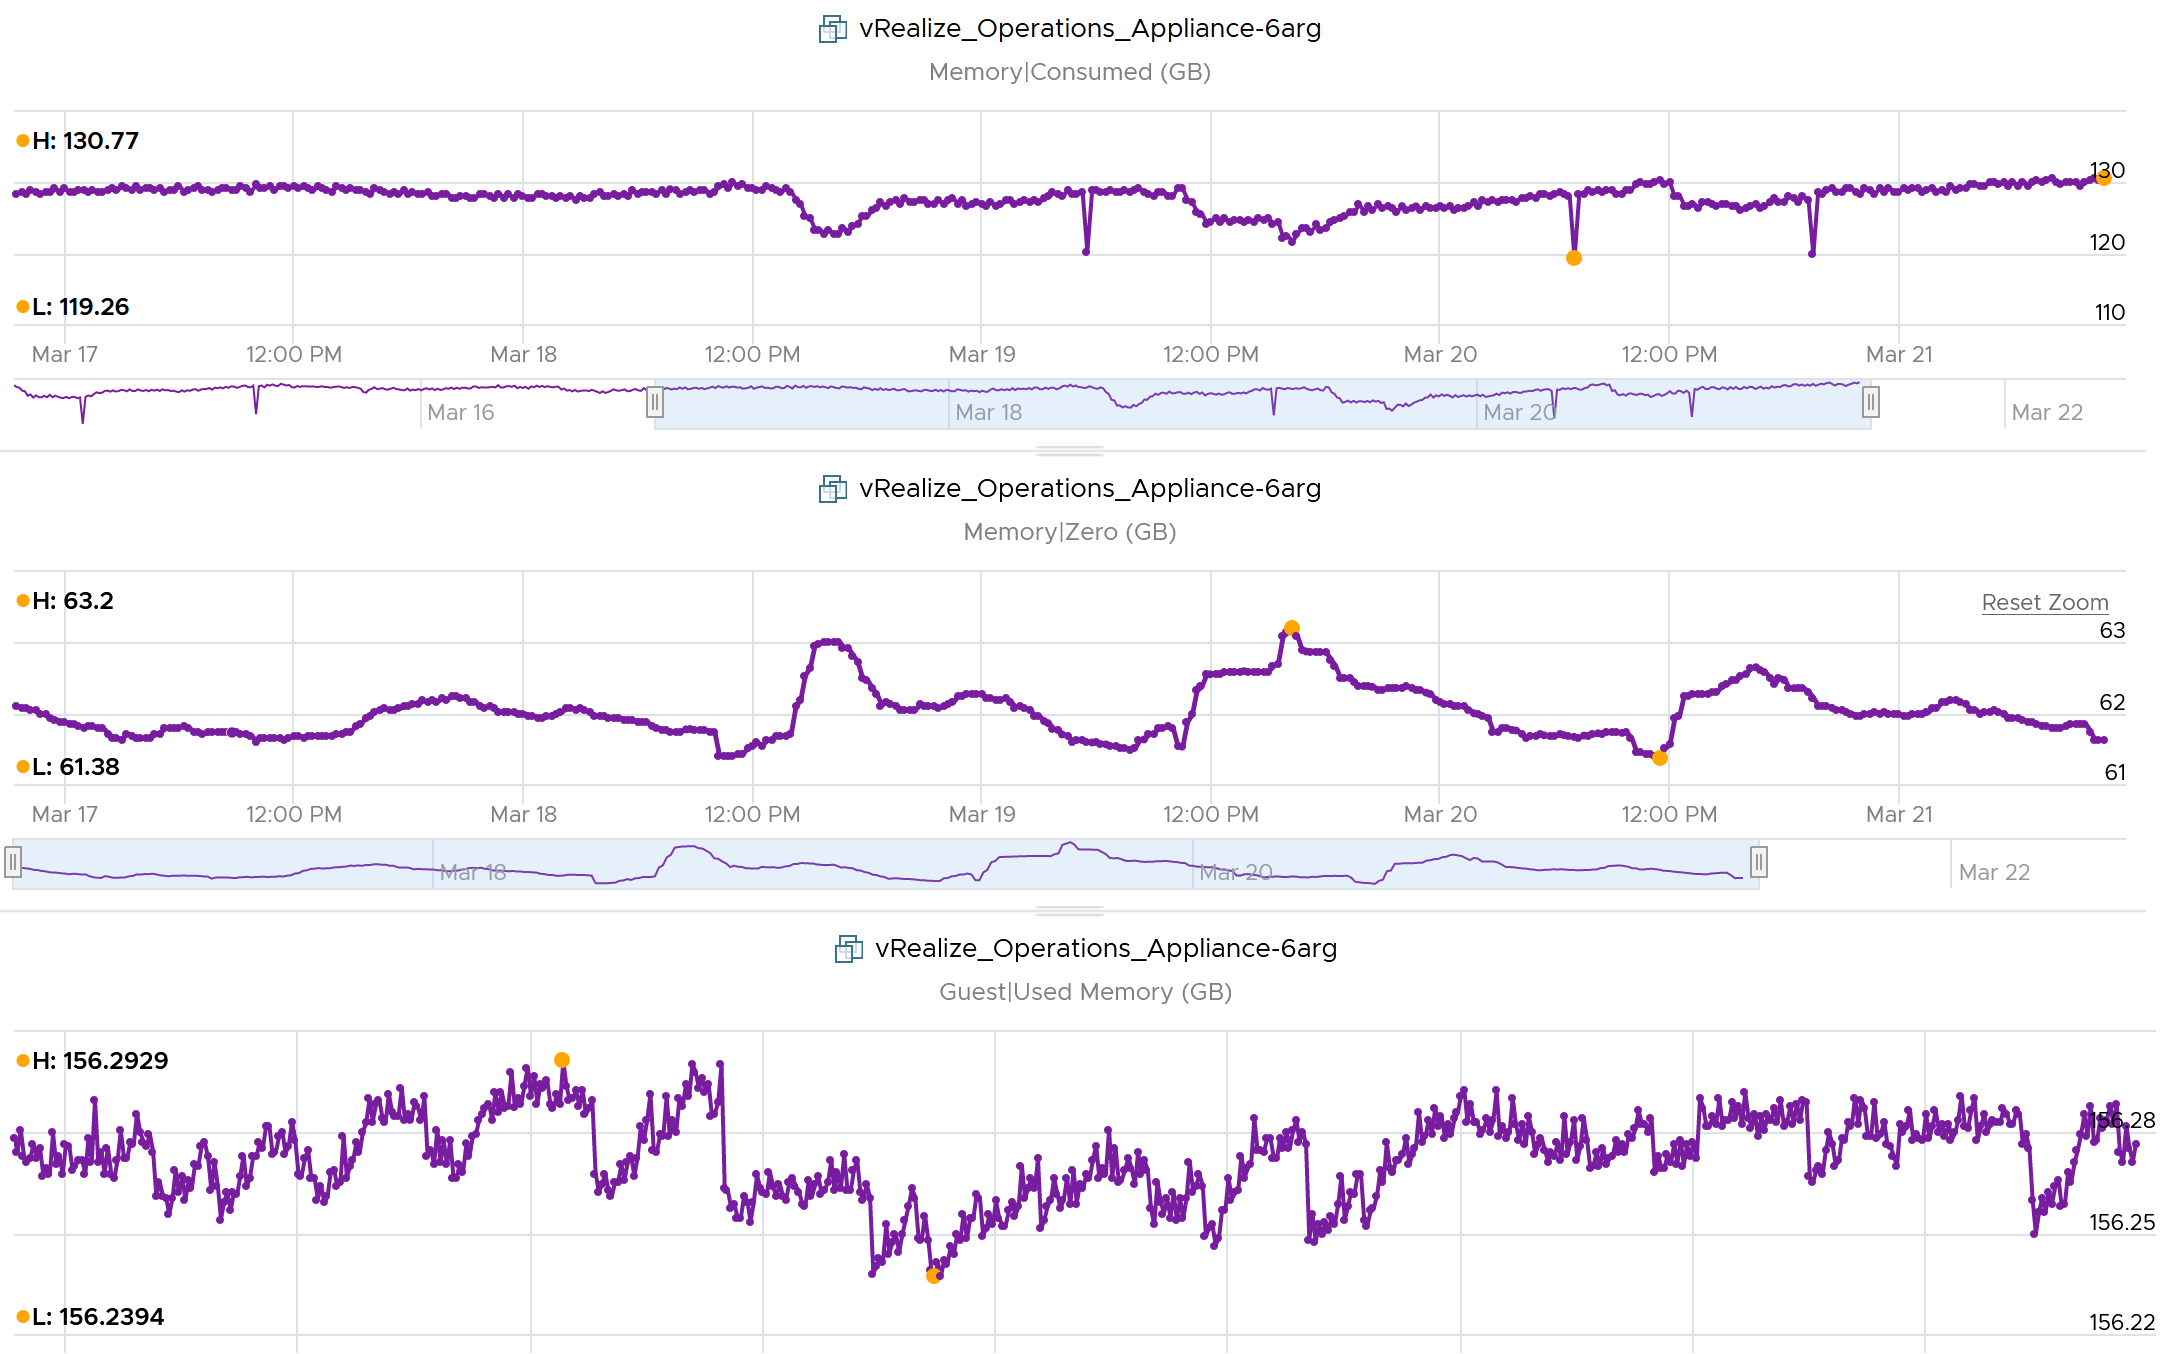 vRealize_Operations_Appliance-6arg
Memory|Consumed (GB)
H: 130.77
130
120
L: 119.26
110
Mar 17 12:00 PM Mar 18 12:00 PM Mar 19 12:00 PM Mar 20 12:00 PM Mar 21
Mar 16 Mar 18 Mar 20 Mar 22
vRealize_Operations_Appliance-6arg
Memory|Zero (GB)
H: 63.2
Reset Zoom
63
62
L: 61.38
61
Mar 17 12:00 PM Mar 18 12:00 PM Mar 19 12:00 PM Mar 20 12:00 PM Mar 21
Mar 18 Mar 20 Mar 22
vRealize_Operations_Appliance-6arg
Guest|Used Memory (GB)
H: 156.2929
156.28
156.25
L: 156.2394
156.22